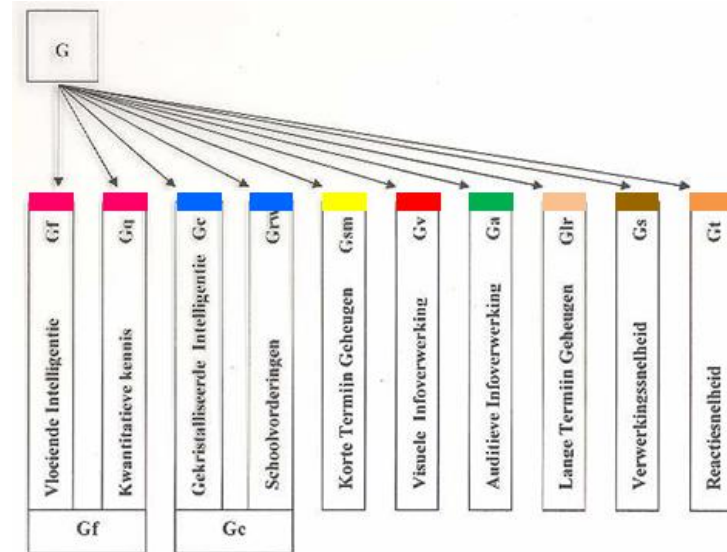 G
Gf
Vloeiende Intelligentie
Gq
Kwantitatieve kennis
Gc
Gekristalliseerde Intelligentie
Grw
Schoolvorderingen
Gsm
Korte Termijn Geheugen
Gv
Visuele Infoverwerking
Ga
Auditieve Infoverwerking
Glr
Lange Termijn Geheugen
Gs
Verwerkingssnelheid
Gt
Reactiesnelheid
Gf
Gc